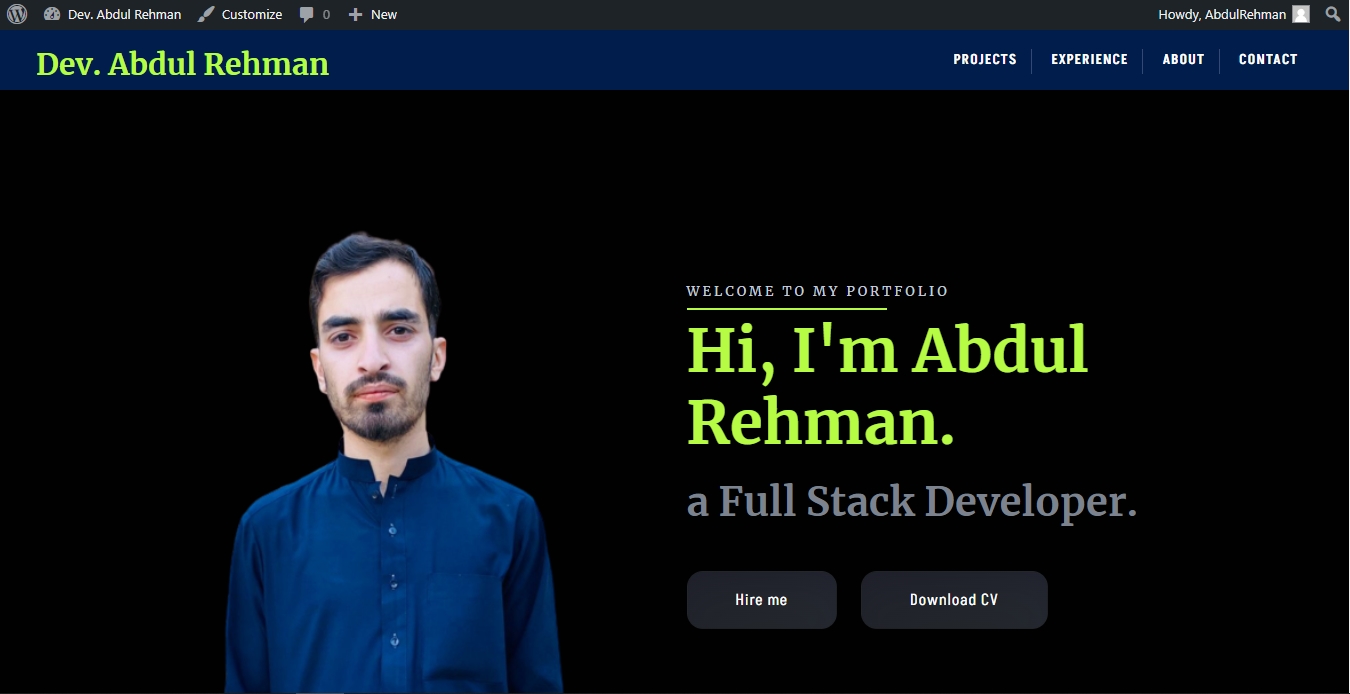 Dev. Abdul Rehman Customize 0 New Howdy, AbdulRehman
Dev. Abdul Rehman PROJECTS EXPERIENCE ABOUT CONTACT
WELCOME TO MY PORTFOLIO
Hi, I'm Abdul
Rehman.
a Full Stack Developer.
Hire me Download CV